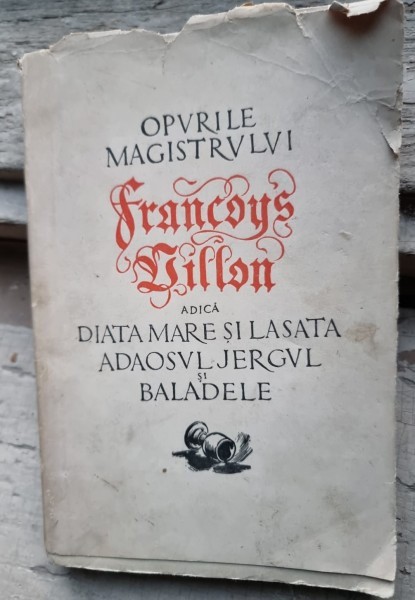 OPVRILE
MAGISTRVLVI
Françoys
Villon
ADICĂ
DIATA MARE ȘI LASATA
ADAOSVL JERGVL
ȘI
BALADELE